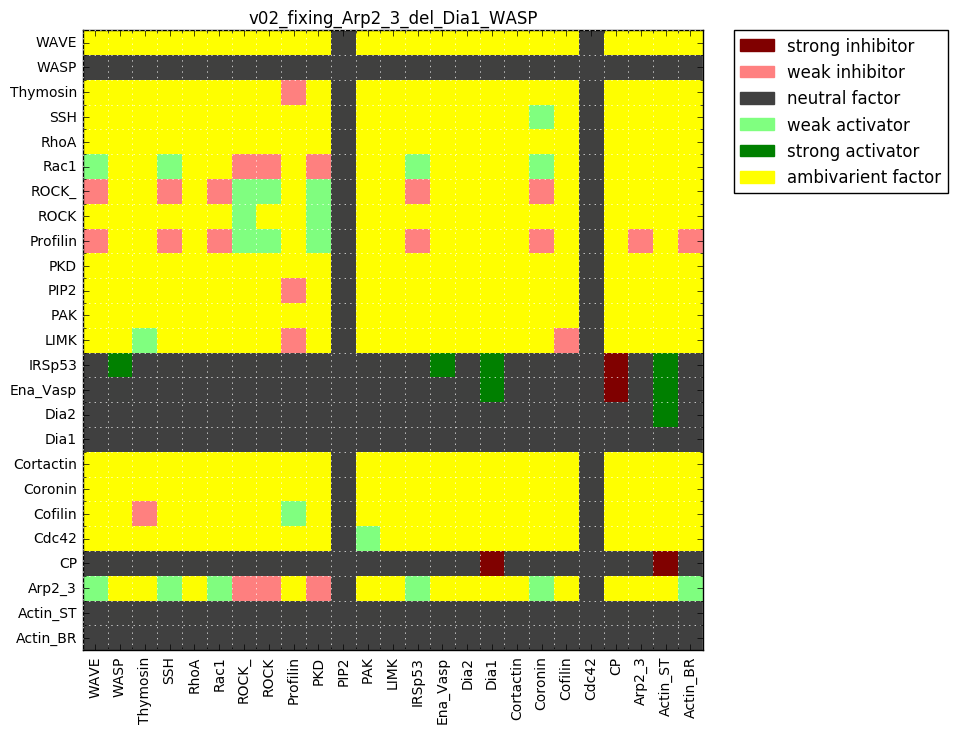 v02_fixing_Arp2_3_del_Dia1_WASP
WAVE
WASP
Thymosin
SSH
RhoA
Rac1
ROCK_
ROCK
Profilin
PKD
PIP2
PAK
LIMK
IRSp53
Ena_Vasp
Dia2
Dia1
Cortactin
Coronin
Cofilin
Cdc42
CP
Arp2_3
Actin_ST
Actin_BR
WAVE
WASP
Thymosin
SSH
RhoA
Rac1
ROCK_
ROCK
Profilin
PKD
PIP2
PAK
LIMK
IRSp53
Ena_Vasp
Dia2
Dia1
Cortactin
Coronin
Cofilin
Cdc42
CP
Arp2_3
Actin_ST
Actin_BR
strong inhibitor
weak inhibitor
neutral factor
weak activator
strong activator
ambivarient factor